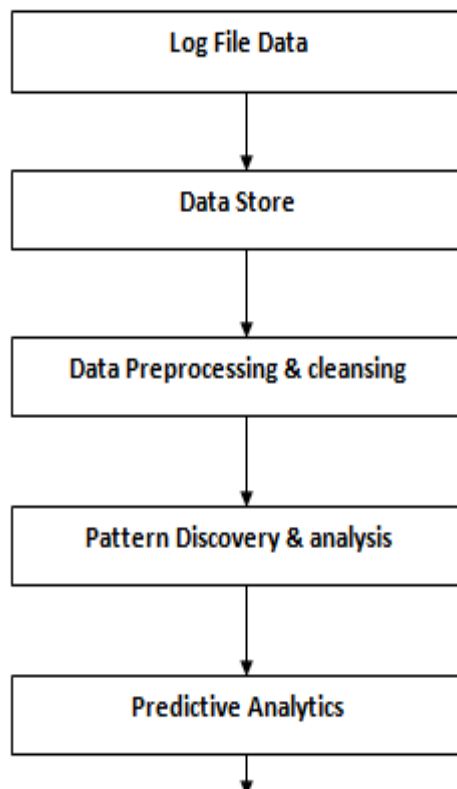 Log File Data
Data Store
Data Preprocessing & cleansing
Pattern Discovery & analysis
Predictive Analytics